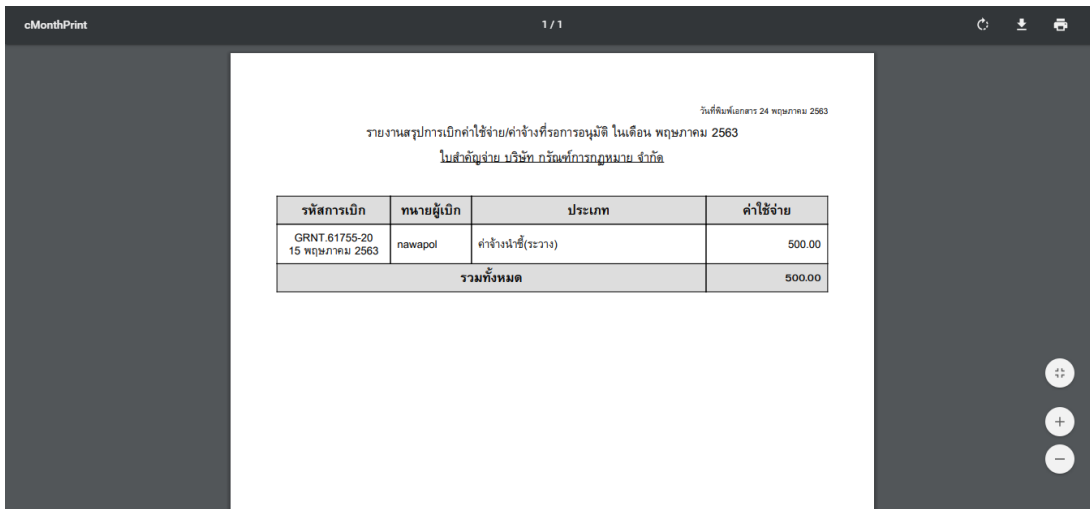 cMonthPrint
1 / 1
วันที่พิมพ์เอกสาร 24 พฤษภาคม 2563
รายงานสรุปการเบิกค่าใช้จ่าย/ค่าจ้างที่รอการอนุมัติ ในเดือน พฤษภาคม 2563
ใบสำคัญจ่าย บริษัท กรัณฑ์การกฎหมาย จำกัด
รหัสการเบิก ทนายผู้เบิก ประเภท ค่าใช้จ่าย
GRNT.61755-20
15 พฤษภาคม 2563 nawapol ค่าจ้างนำชี้(ระวาง) 500.00
รวมทั้งหมด 500.00